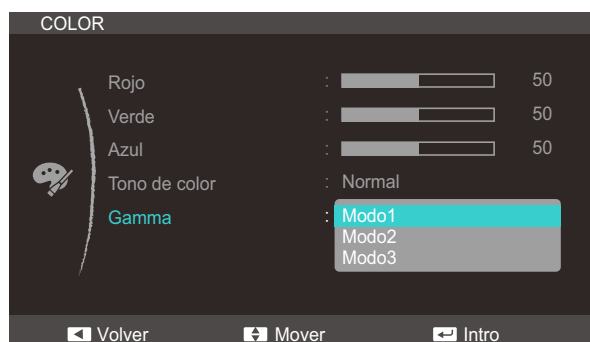 COLOR
Rojo : 50
Verde : 50
Azul : 50
Tono de color : Normal
Gamma : Modo1
Modo2
Modo3
Volver Mover Intro